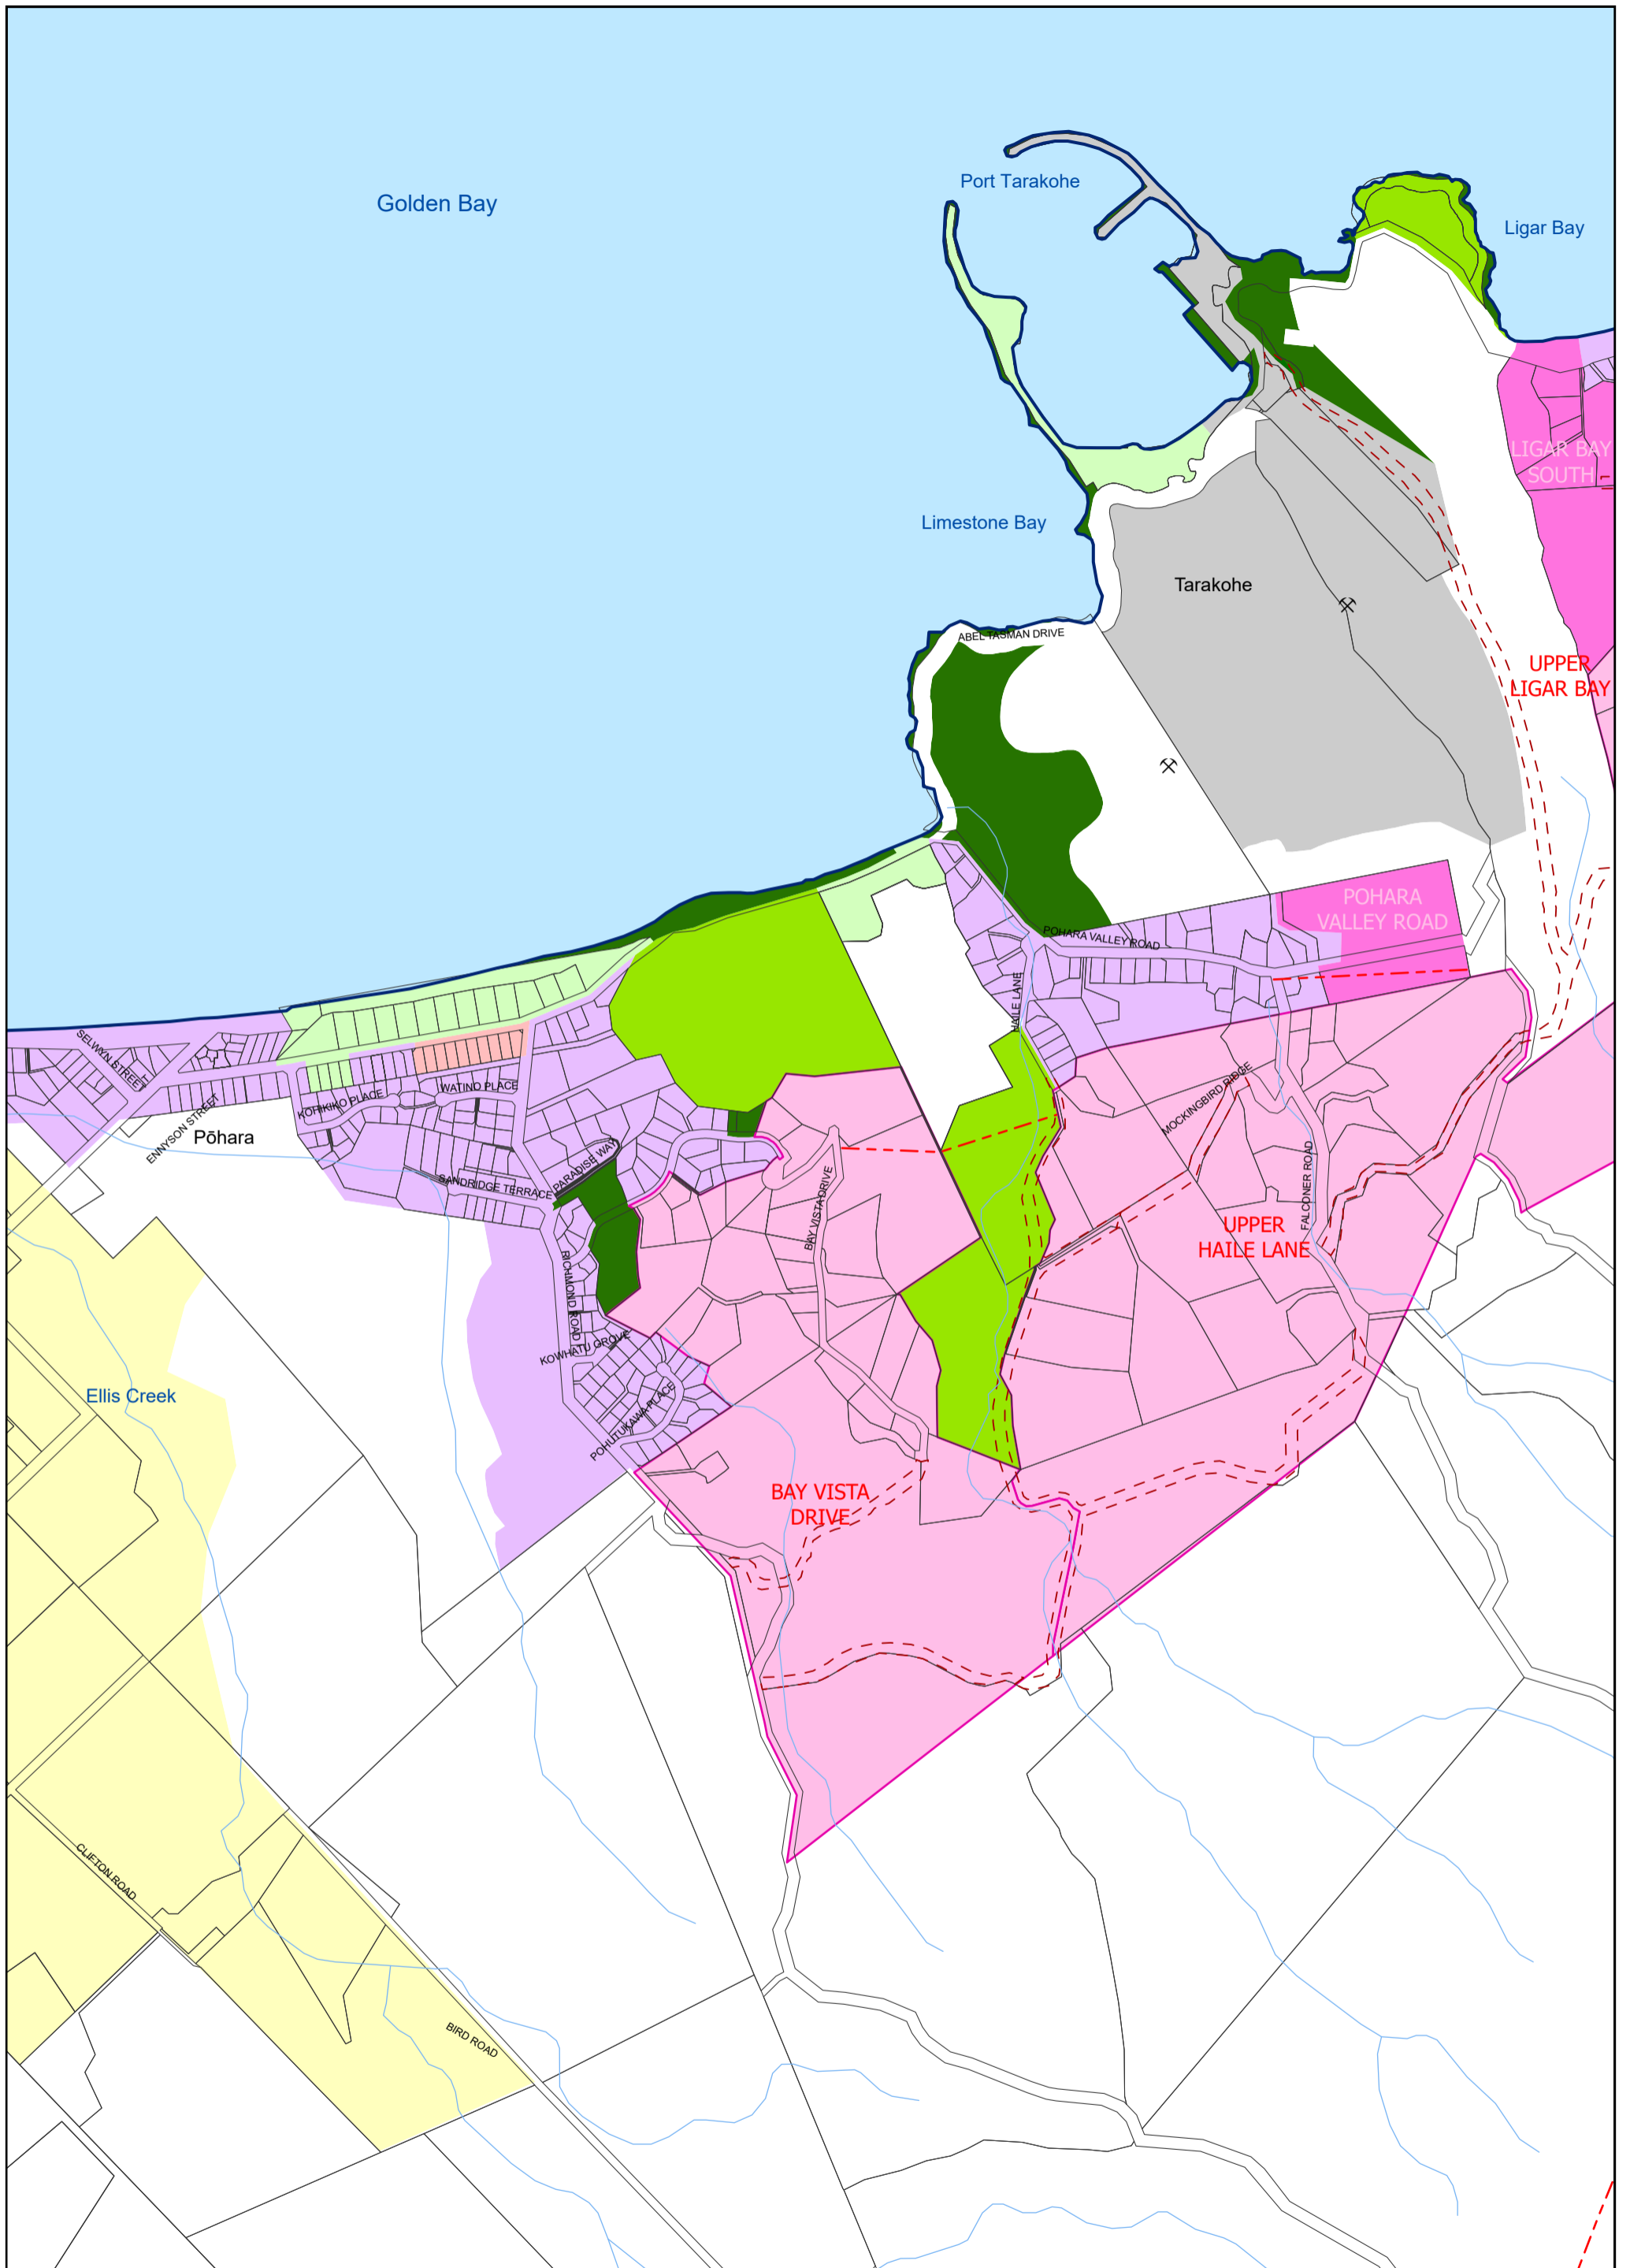 Port Tarakohe
Golden Bay
Ligar Bay
LIGAR BAY
SOUTH
Limestone Bay
Tarakohe
ABEL TASMAN DRIVE
UPPER
LIGAR BAY
POHARA
VALLEY ROAD
POHARA VALLEY ROAD
HAILE LANE
SELWYN STREET
WATINO PLACE
KORIKIKO PLACE
MOCKINGBIRD RIDGE
ENNYSON STREET
Pōhara
PARADISE WAY
SANDRIDGE TERRACE
BAY VISTA DRIVE
FALCONER ROAD
UPPER
HAILE LANE
RICHMOND ROAD
KOWHATU GROVE
Ellis Creek
POHUTUKAWA PLACE
BAY VISTA
DRIVE
CLIFTON ROAD
BIRD ROAD